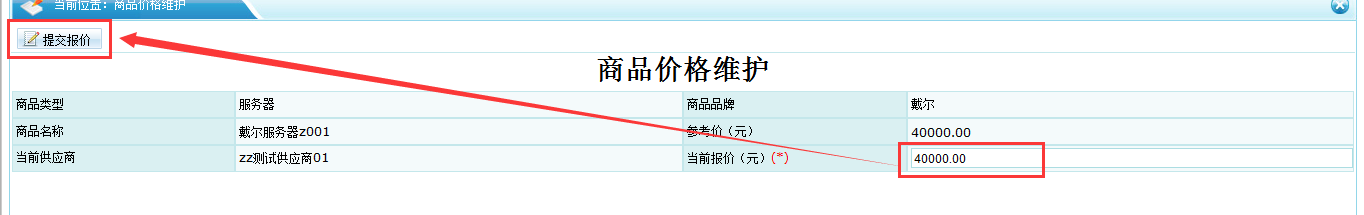 当前位置：商品价格维护
提交报价
商品价格维护
商品类型 服务器 商品品牌 戴尔
商品名称 戴尔服务器z001 参考价（元） 40000.00
当前供应商 zz测试供应商01 当前报价（元）(*) 40000.00